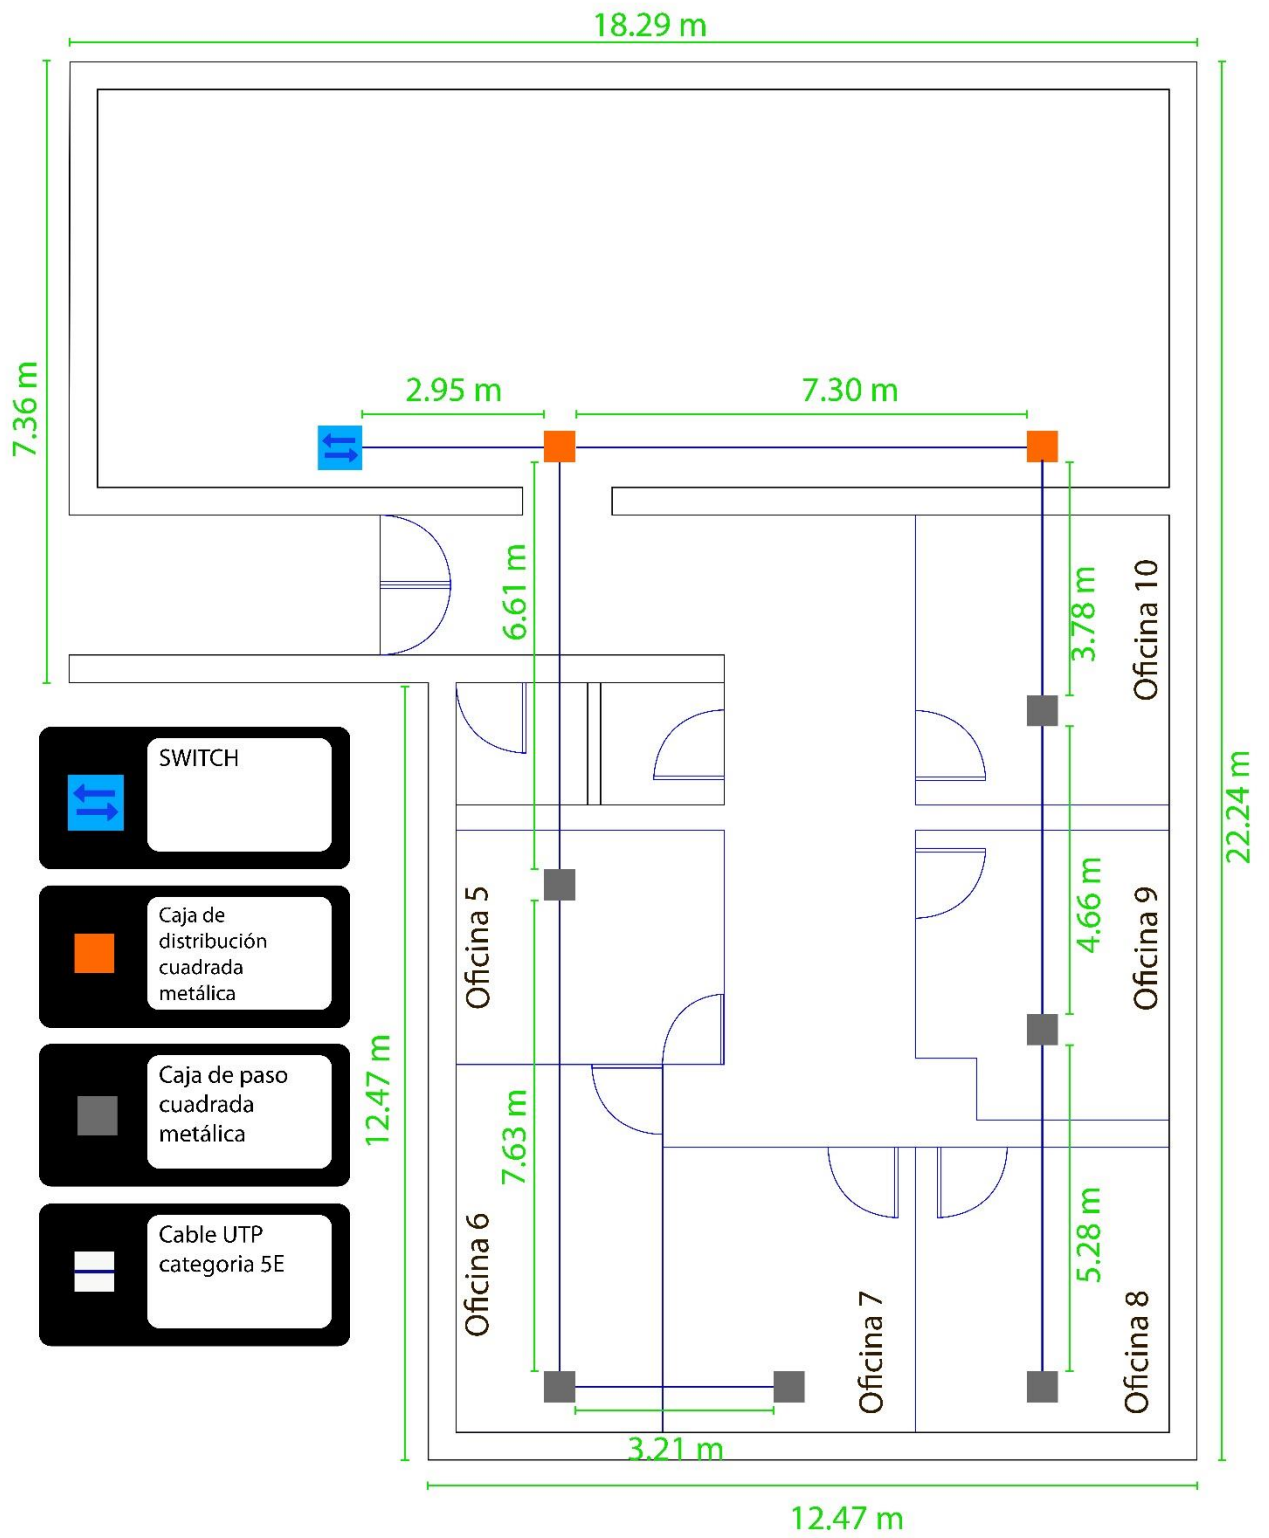 18.29 m
7.36 m
2.95 m
7.30 m
6.61 m
3.78 m
Oficina 10
22.24 m
SWITCH
Caja de
distribución
cuadrada
metálica
Caja de paso
cuadrada
metálica
Cable UTP
categoria 5E
Oficina 5
4.66 m
Oficina 9
12.47 m
7.63 m
5.28 m
Oficina 6
Oficina 7
Oficina 8
3.21 m
12.47 m